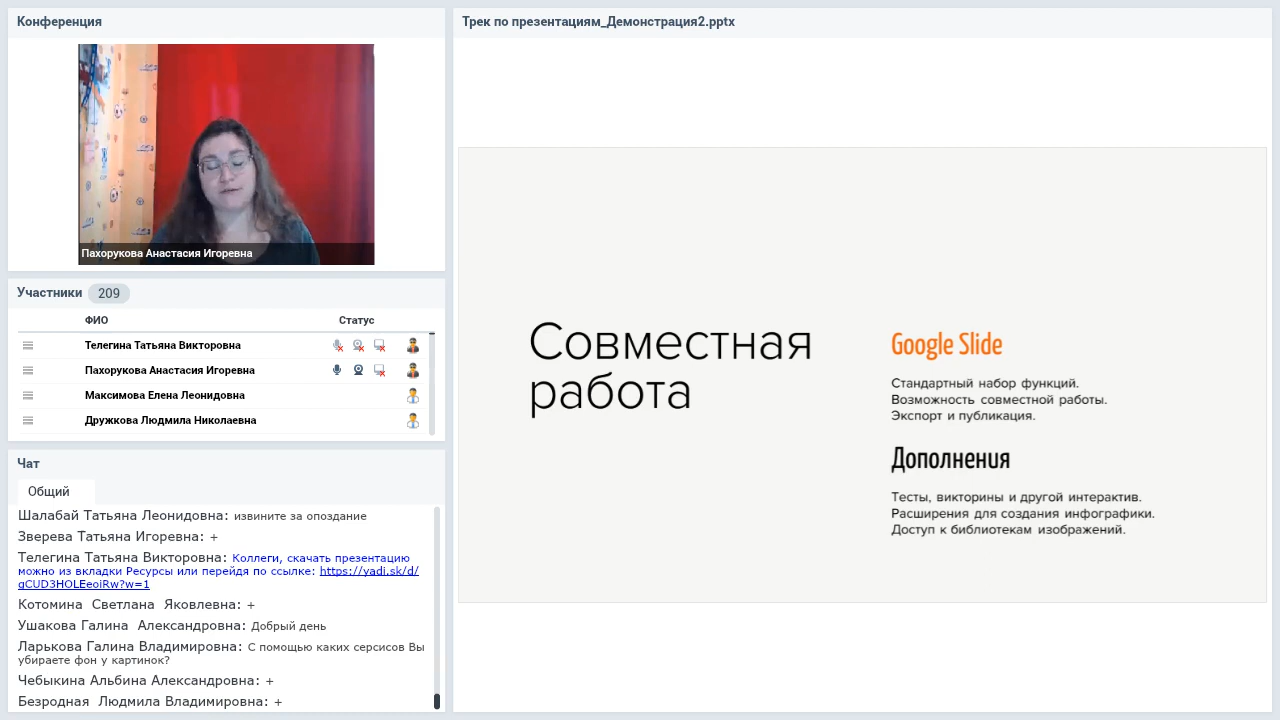 Конференция
Пахорукова Анастасия Игоревна
Участники 209
ФИО Статус
Телегина Татьяна Викторовна
Пахорукова Анастасия Игоревна
Максимова Елена Леонидовна
Дружкова Людмила Николаевна
Чат
Общий
Шалабай Татьяна Леонидовна: извините за опоздание
Зверева Татьяна Игоревна: +
Телегина Татьяна Викторовна: Коллеги, скачать презентацию
можно из вкладки Ресурсы или перейдя по ссылке: https://yadi.sk/d/
qCUD3HOLEeoiRw?w=1
Котомина Светлана Яковлевна: +
Ушакова Галина Александровна: Добрый день
Ларькова Галина Владимировна: С помощью каких серсисов Вы
убираете фон у картинок?
Чебыкина Альбина Александровна: +
Безродная Людмила Владимировна: +
Трек по презентациям_Демонстрация2.pptx
Совместная
работа
Google Slide
Стандартный набор функций.
Возможность совместной работы.
Экспорт и публикация.
Дополнения
Тесты, викторины и другой интерактив.
Расширения для создания инфографики.
Доступ к библиотекам изображений.